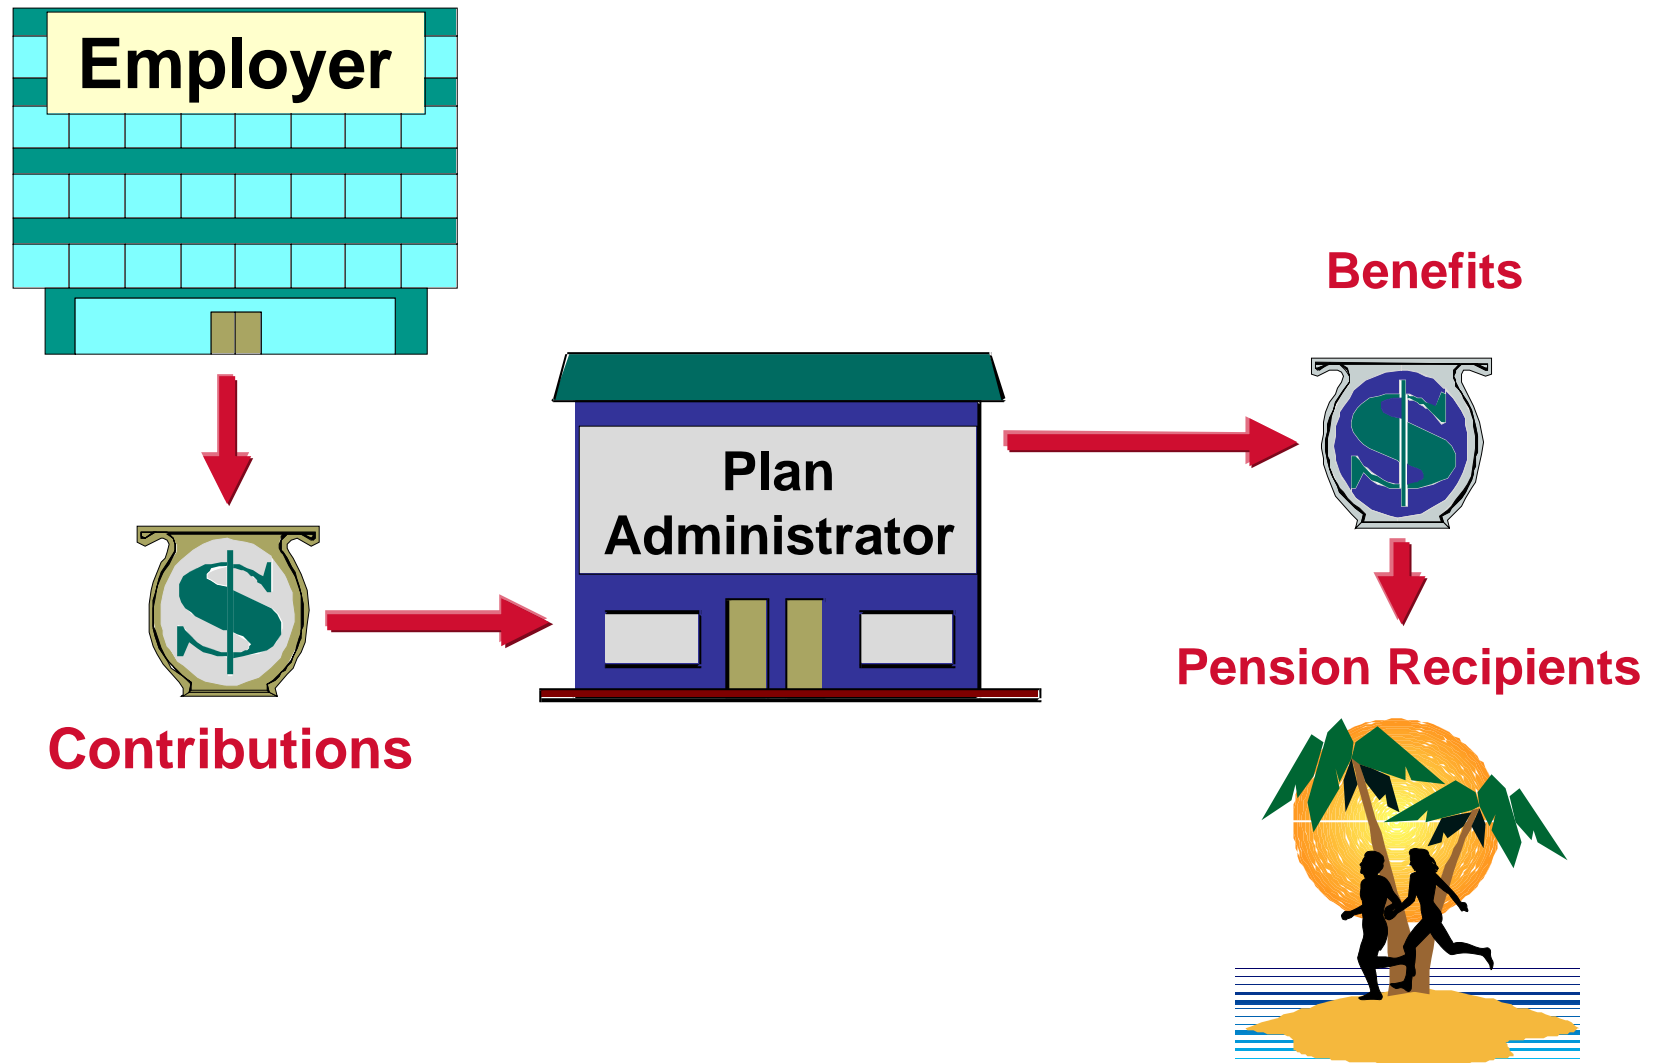 Employer
Benefits
$
Plan
Administrator
$
Pension Recipients
Contributions